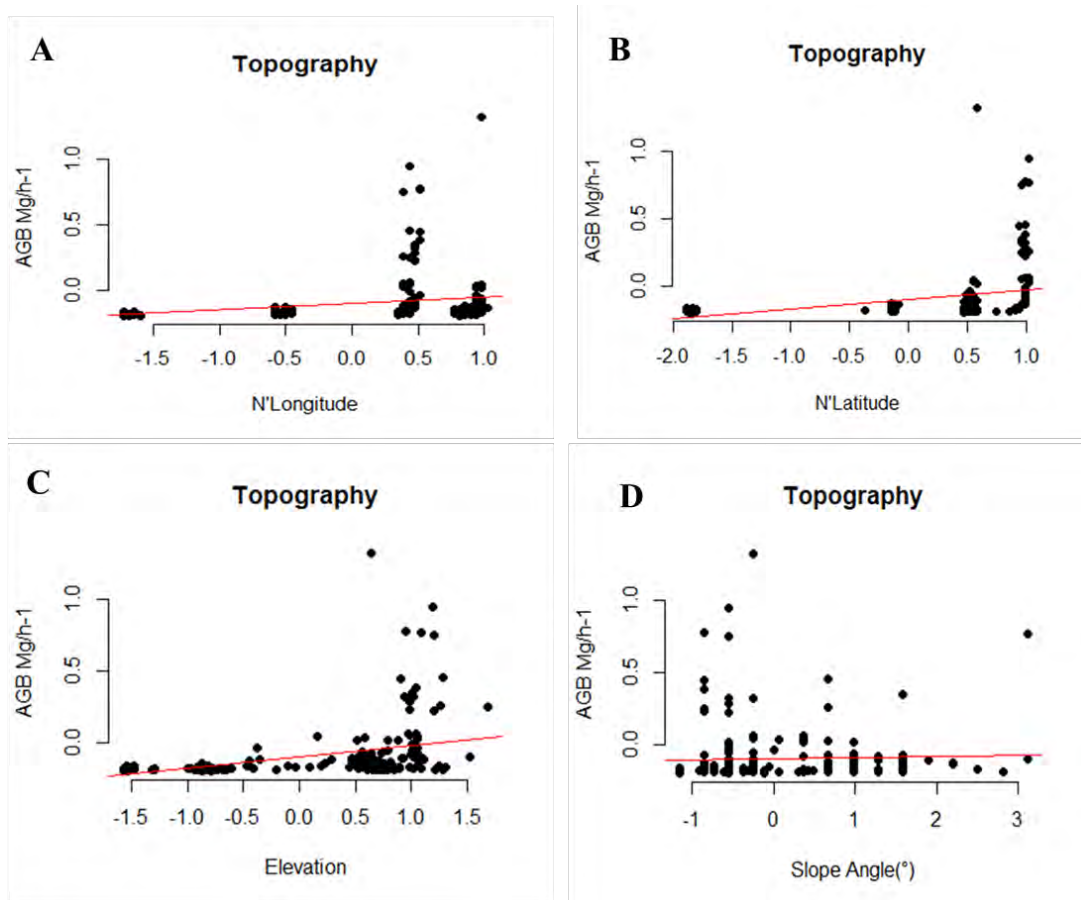 A
Topography
AGB Mg/h-1
1.0
0.5
0.0
-1.5 -1.0 -0.5 0.0 0.5 1.0
N'Longitude
B
Topography
AGB Mg/h-1
1.0
0.5
0.0
-2.0 -1.5 -1.0 -0.5 0.0 0.5 1.0
N'Latitude
C
Topography
AGB Mg/h-1
1.0
0.5
0.0
-1.5 -1.0 -0.5 0.0 0.5 1.0 1.5
Elevation
D
Topography
AGB Mg/h-1
1.0
0.5
0.0
-1 0 1 2 3
Slope Angle(°)